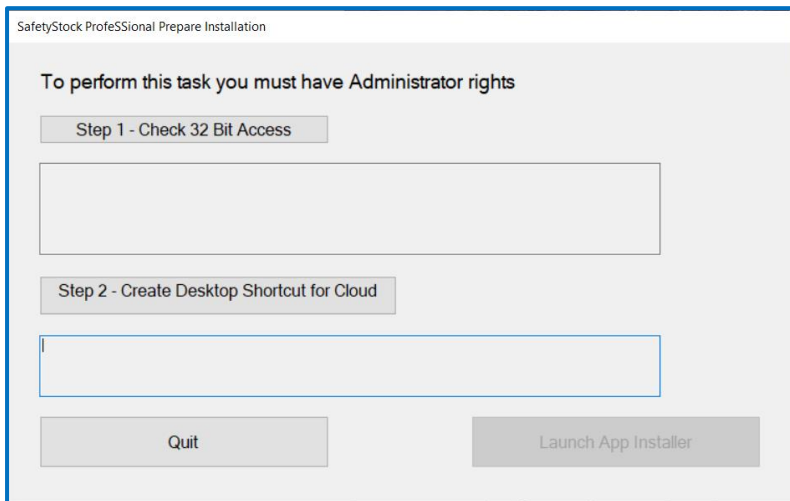 SafetyStock ProfeSSional Prepare Installation
To perform this task you must have Administrator rights
Step 1 - Check 32 Bit Access
Step 2 - Create Desktop Shortcut for Cloud
Quit
Launch App Installer